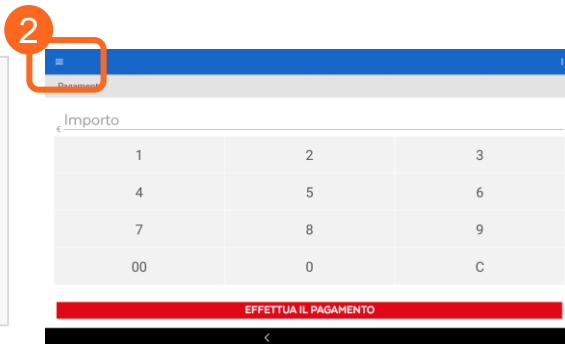 2
Pagamento
€ Importo
1 2 3
4 5 6
7 8 9
00 0 C
EFFETTUA IL PAGAMENTO